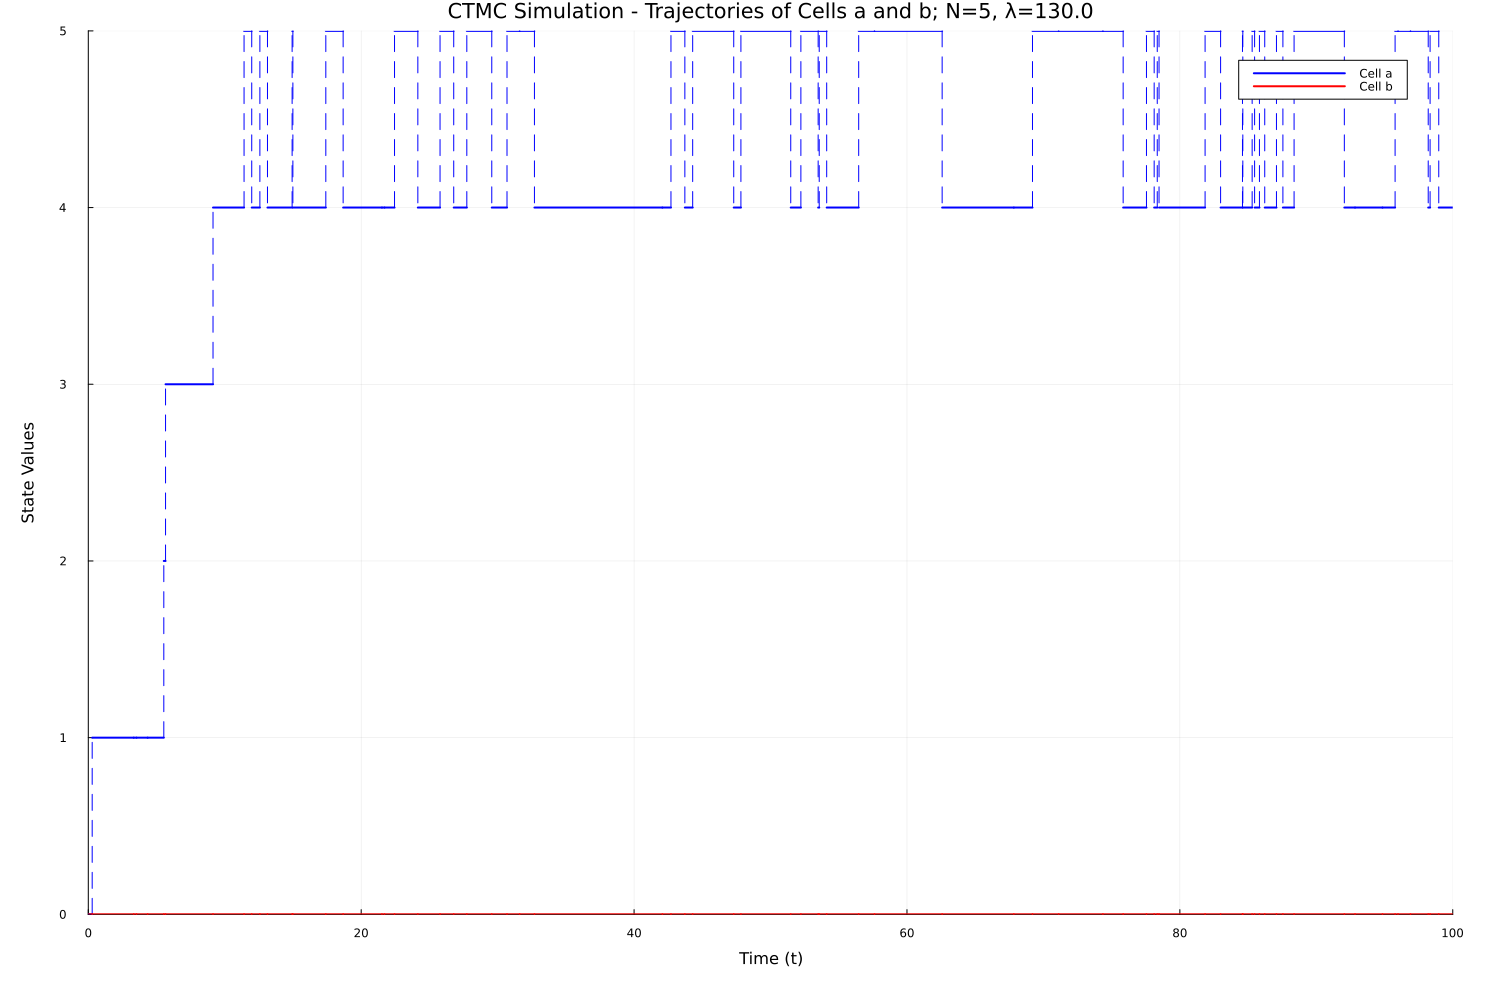 CTMC Simulation - Trajectories of Cells a and b; N=5, λ=130.0
5
Cell a
Cell b
4
3
State Values
2
1
0
0 20 40 60 80 100
Time (t)